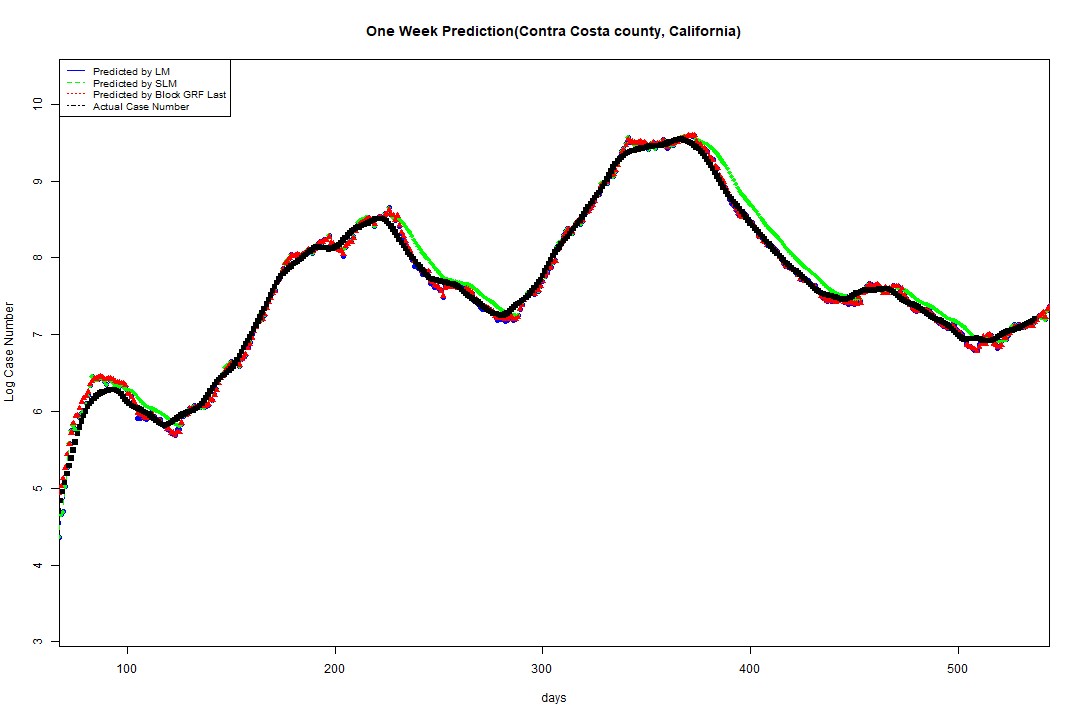 One Week Prediction(Contra Costa county, California)
Predicted by LM
Predicted by SLM
Predicted by Block GRF Last
Actual Case Number
10
9
8
7
6
5
4
3
Log Case Number
100 200 300 400 500
days